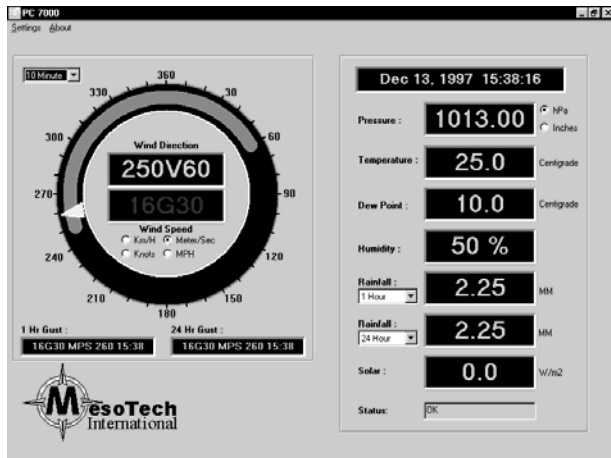 PC 7000
Settings About
10 Minute
360
30
60
90
120
150
180
210
240
270
300
330
Wind Direction
250V60
16G30
Wind Speed
Km/H Meter/Sec
Knots MPH
1 Hr Gust :
16G30 MPS 260 15:38
24 Hr Gust :
16G30 MPS 260 15:38
MesoTech
International
Dec 13, 1997 15:38:16
Pressure : 1013.00 hPa
Inches
Temperature : 25.0 Centigrade
Dew Point : 10.0 Centigrade
Humidity : 50 %
Rainfall :
1 Hour 2.25 MM
Rainfall :
24 Hour 2.25 MM
Solar : 0.0 W/m2
Status: OK